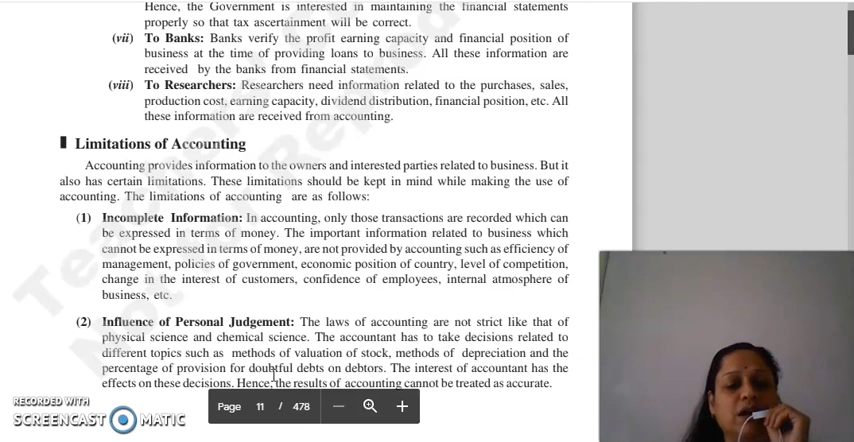 Hence, the Government is interested in maintaining the financial statements
properly so that tax ascertainment will be correct.
(vii) To Banks: Banks verify the profit earning capacity and financial position of
business at the time of providing loans to business. All these information are
received by the banks from financial statements.
(viii) To Researchers: Researchers need information related to the purchases, sales,
production cost, earning capacity, dividend distribution, financial position, etc. All
these information are received from accounting.
Limitations of Accounting
Accounting provides information to the owners and interested parties related to business. But it
also has certain limitations. These limitations should be kept in mind while making the use of
accounting. The limitations of accounting are as follows:
(1) Incomplete Information: In accounting, only those transactions are recorded which can
be expressed in terms of money. The important information related to business which
cannot be expressed in terms of money, are not provided by accounting such as efficiency of
management, policies of government, economic position of country, level of competition,
change in the interest of customers, confidence of employees, internal atmosphere of
business, etc.
(2) Influence of Personal Judgement: The laws of accounting are not strict like that of
physical science and chemical science. The accountant has to take decisions related to
different topics such as methods of valuation of stock, methods of depreciation and the
percentage of provision for doubtful debts on debtors. The interest of accountant has the
effects on these decisions. Hence, the results of accounting cannot be treated as accurate.
Page 11 / 478
RECORDED WITH
SCREENCAST MATIC